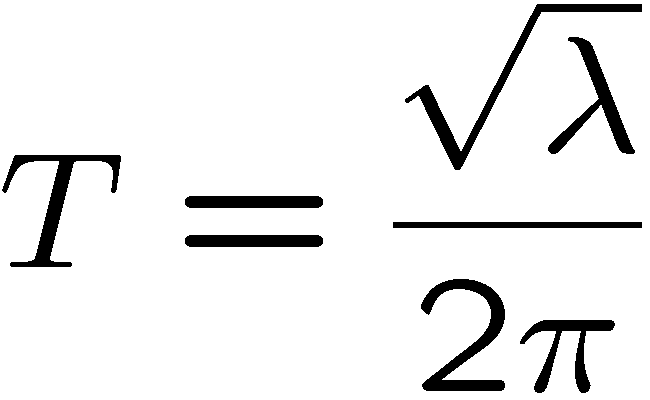 T = √λ / 2π